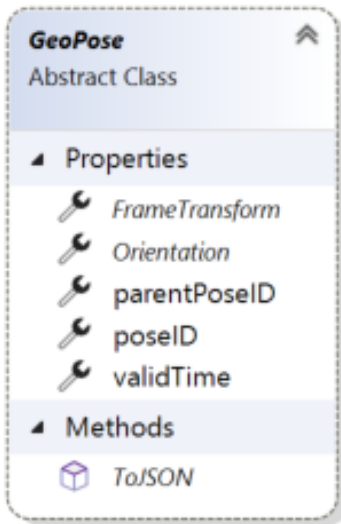 GeoPose
Abstract Class
Properties
FrameTransform
Orientation
parentPoseID
poseID
validTime
Methods
ToJSON